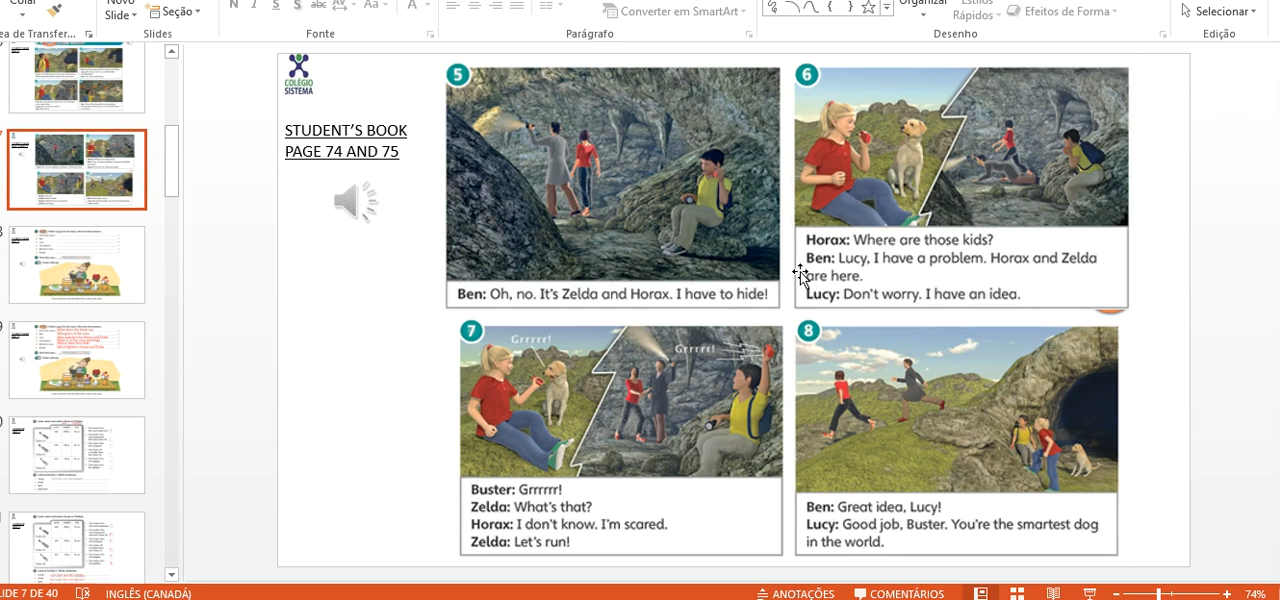 Colar
Novo
Slide
Seção
N I S S abc AV Aa A
Converter em SmartArt
Organizar
Estilos
Rápidos
Efeitos de Forma
Selecionar
ea de Transfer...
Slides
Fonte
Parágrafo
Desenho
Edição
COLÉGIO
SISTEMA
STUDENT'S BOOK
PAGE 74 AND 75
5
Ben: Oh, no. It's Zelda and Horax. I have to hide!
6
Horax: Where are those kids?
Ben: Lucy, I have a problem. Horax and Zelda
are here.
Lucy: Don't worry. I have an idea.
7
Grrrrr!
Grrrrr!
Buster: Grrrrrr!
Zelda: What's that?
Horax: I don't know. I'm scared.
Zelda: Let's run!
8
Ben: Great idea, Lucy!
Lucy: Good job, Buster. You're the smartest dog
in the world.
LIDE 7 DE 40
INGLÊS (CANADÁ)
ANOTAÇÕES
COMENTÁRIOS
74%